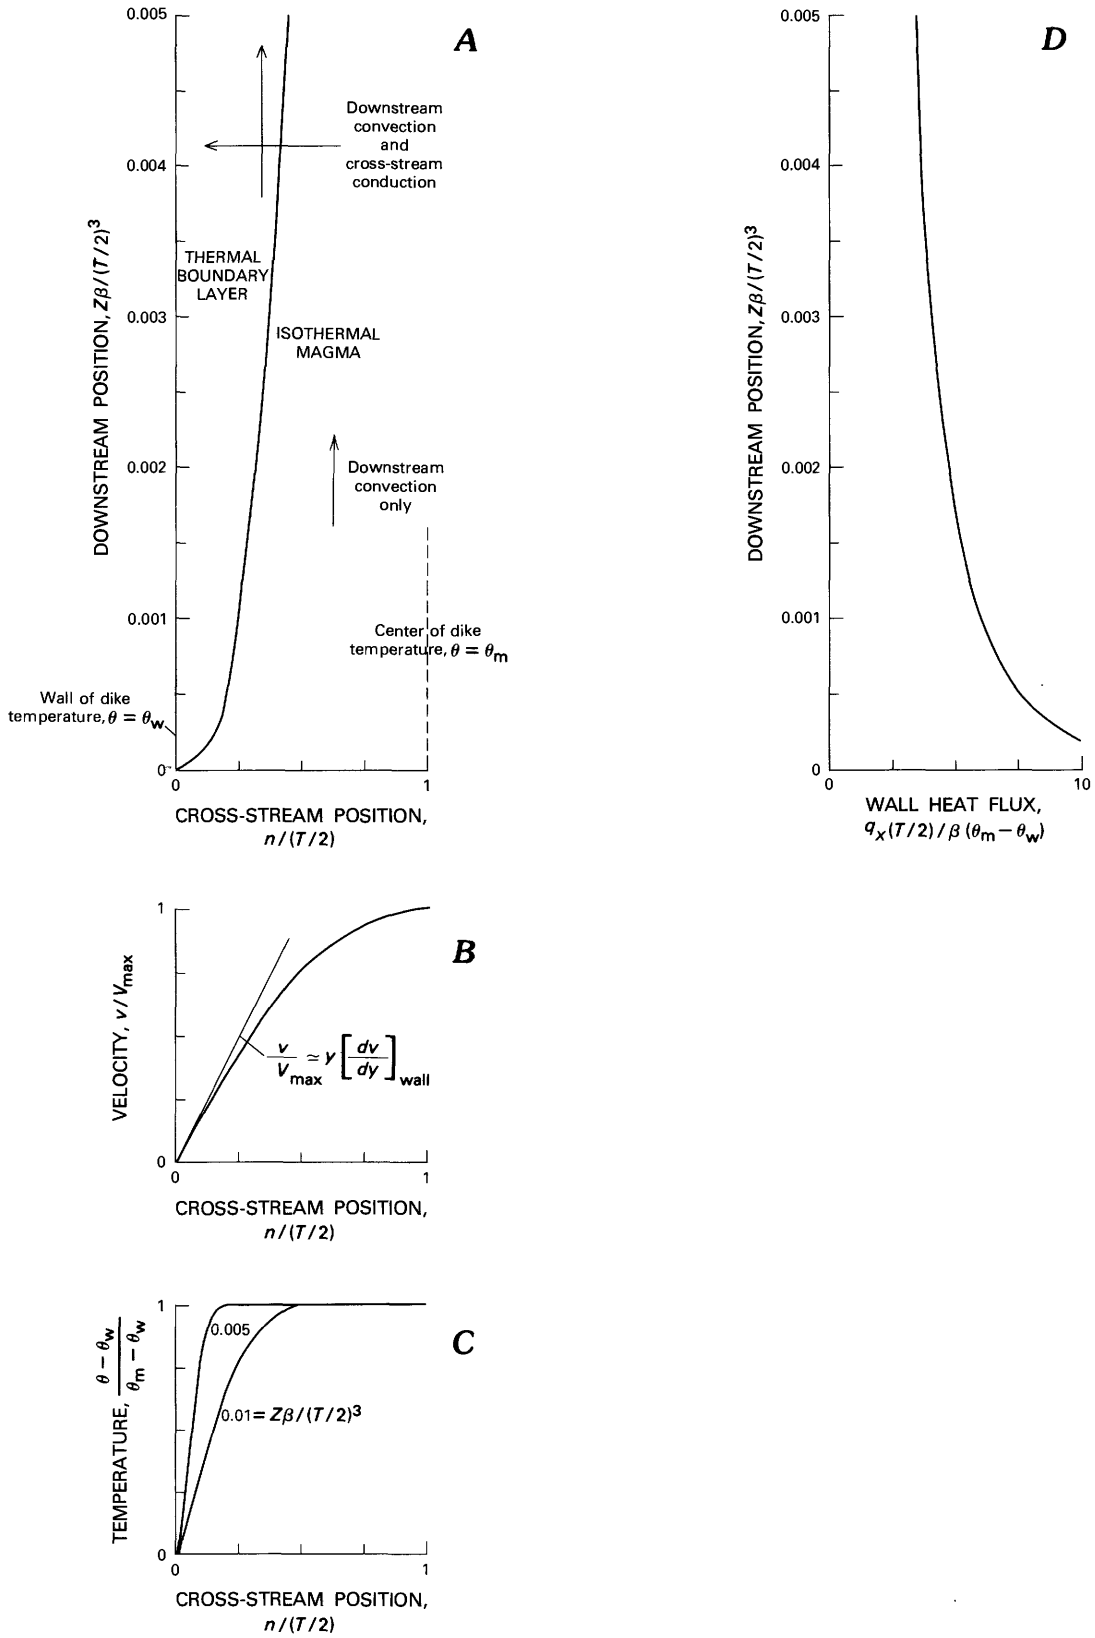 A
0.005
0.004
0.003
0.002
0.001
0
DOWNSTREAM POSITION, Zβ/(T/2)³
Downstream
convection
and
cross-stream
conduction
THERMAL
BOUNDARY
LAYER
ISOTHERMAL
MAGMA
Downstream
convection
only
Center of dike
temperature, θ = θm
Wall of dike
temperature, θ = θw
0
1
CROSS-STREAM POSITION,
n/(T/2)
D
0.005
0.004
0.003
0.002
0.001
0
DOWNSTREAM POSITION, Zβ/(T/2)³
0
10
WALL HEAT FLUX,
qx(T/2)/β(θm − θw)
B
1
0
VELOCITY, v/Vmax
v/Vmax ≃ y [dv/dy]wall
0
1
CROSS-STREAM POSITION,
n/(T/2)
C
1
0
TEMPERATURE, θ − θw / θm − θw
0.005
0.01 = Zβ/(T/2)³
0
1
CROSS-STREAM POSITION,
n/(T/2)